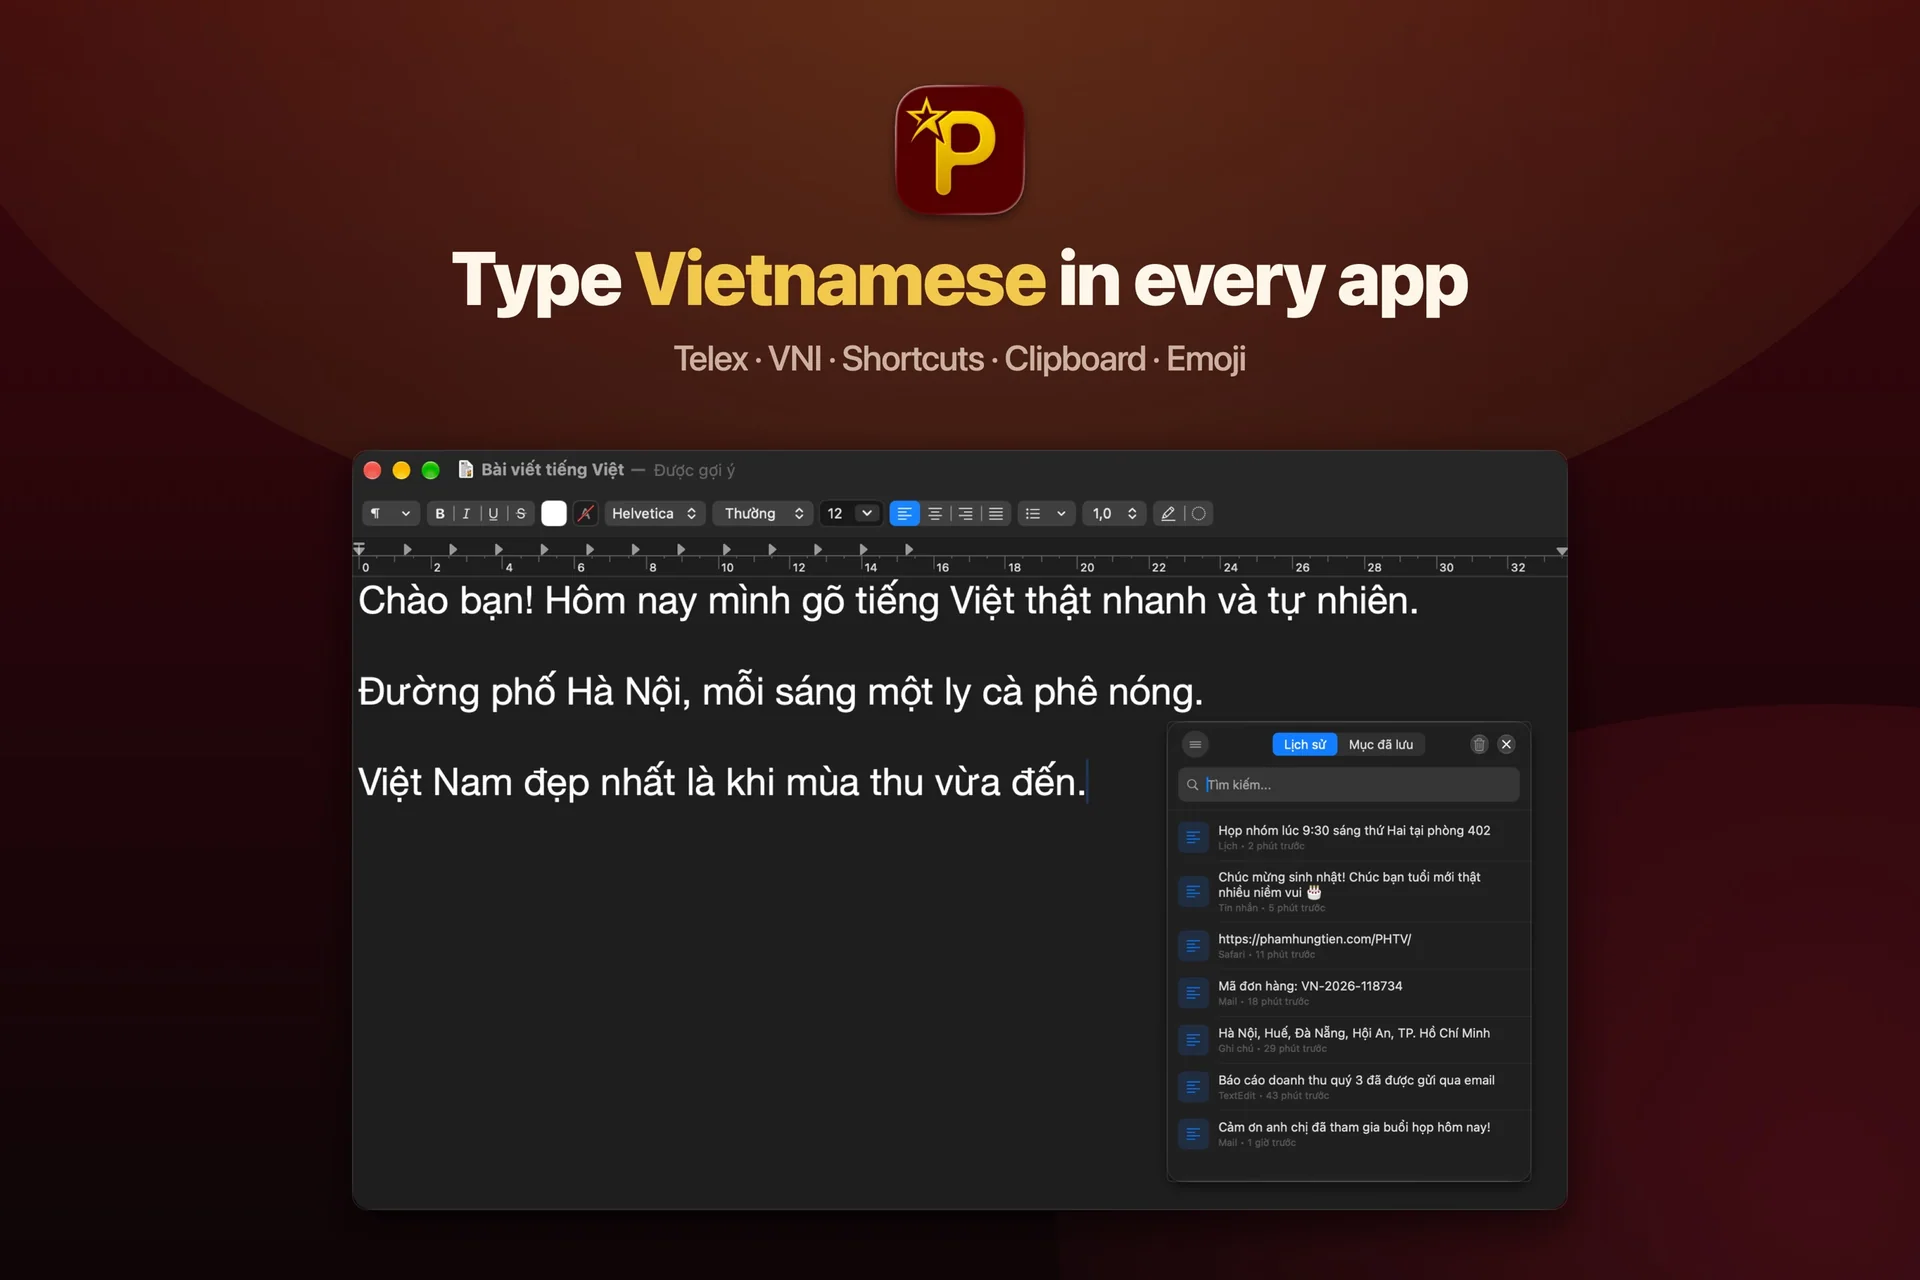 P
Type Vietnamese in every app
Telex · VNI · Shortcuts · Clipboard · Emoji
Bài viết tiếng Việt — Được gợi ý
¶ B I U S A Helvetica Thường 12 1,0
0 2 4 6 8 10 12 14 16 18 20 22 24 26 28 30 32
Chào bạn! Hôm nay mình gõ tiếng Việt thật nhanh và tự nhiên.
Đường phố Hà Nội, mỗi sáng một ly cà phê nóng.
Việt Nam đẹp nhất là khi mùa thu vừa đến.
Lịch sử Mục đã lưu
Tìm kiếm...
Họp nhóm lúc 9:30 sáng thứ Hai tại phòng 402
Lịch • 2 phút trước
Chúc mừng sinh nhật! Chúc bạn tuổi mới thật
nhiều niềm vui 🎂
Tin nhắn • 5 phút trước
https://phamhungtien.com/PHTV/
Safari • 11 phút trước
Mã đơn hàng: VN-2026-118734
Mail • 18 phút trước
Hà Nội, Huế, Đà Nẵng, Hội An, TP. Hồ Chí Minh
Ghi chú • 29 phút trước
Báo cáo doanh thu quý 3 đã được gửi qua email
TextEdit • 43 phút trước
Cảm ơn anh chị đã tham gia buổi họp hôm nay!
Mail • 1 giờ trước